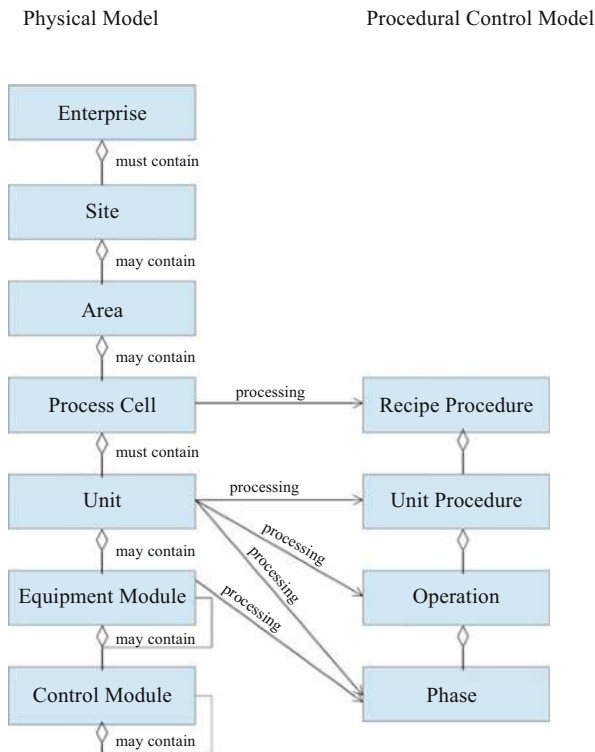 Physical Model
Procedural Control Model
Enterprise
must contain
Site
may contain
Area
may contain
Process Cell
processing
Recipe Procedure
must contain
Unit
processing
Unit Procedure
processing
processing
may contain
Equipment Module
processing
Operation
may contain
Control Module
Phase
may contain